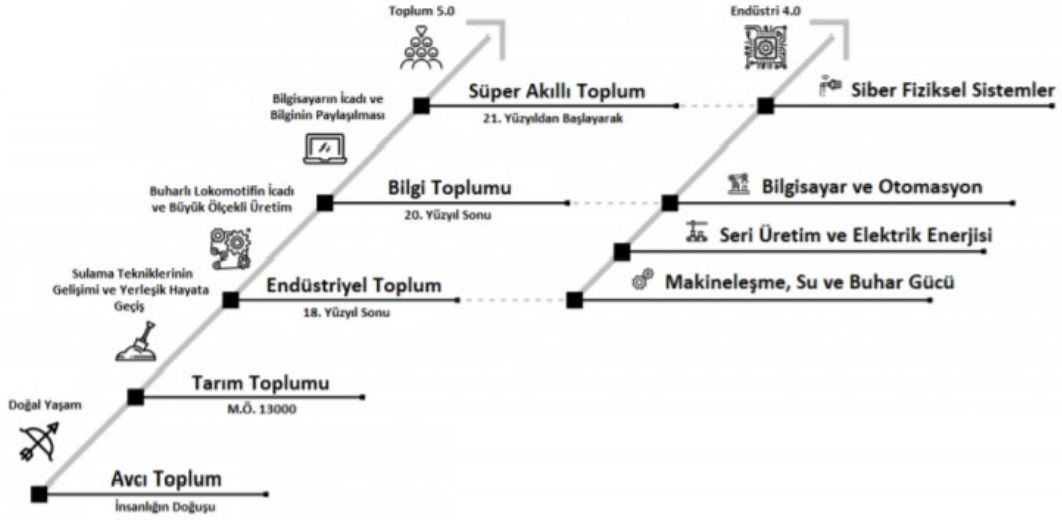 Toplum 5.0
Endüstri 4.0
Süper Akıllı Toplum
21. Yüzyıldan Başlayarak
Siber Fiziksel Sistemler
Bilgisayarın İcadı ve
Bilginin Paylaşılması
Bilgi Toplumu
20. Yüzyıl Sonu
Bilgisayar ve Otomasyon
Buharlı Lokomotifin İcadı
ve Büyük Ölçekli Üretim
Seri Üretim ve Elektrik Enerjisi
Sulama Tekniklerinin
Gelişimi ve Yerleşik Hayata
Geçiş
Endüstriyel Toplum
18. Yüzyıl Sonu
Makineleşme, Su ve Buhar Gücü
Tarım Toplumu
M.Ö. 13000
Doğal Yaşam
Avcı Toplum
İnsanlığın Doğuşu